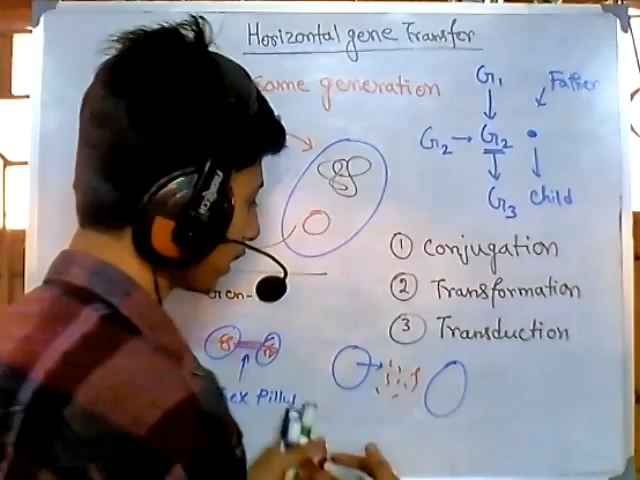 Horizontal gene Transfer
same generation
G1
Father
G2 → G2
G3 child
① Conjugation
② Transformation
③ Transduction
Sex Pillus